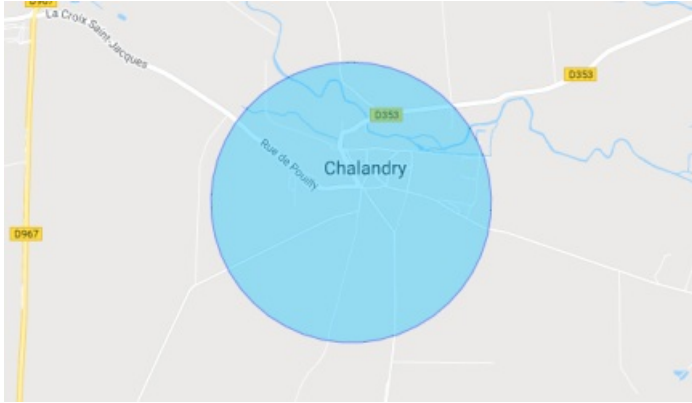 D967
La Croix Saint-Jacques
D353
D353
Rue de Pouilly
Chalandry
D967